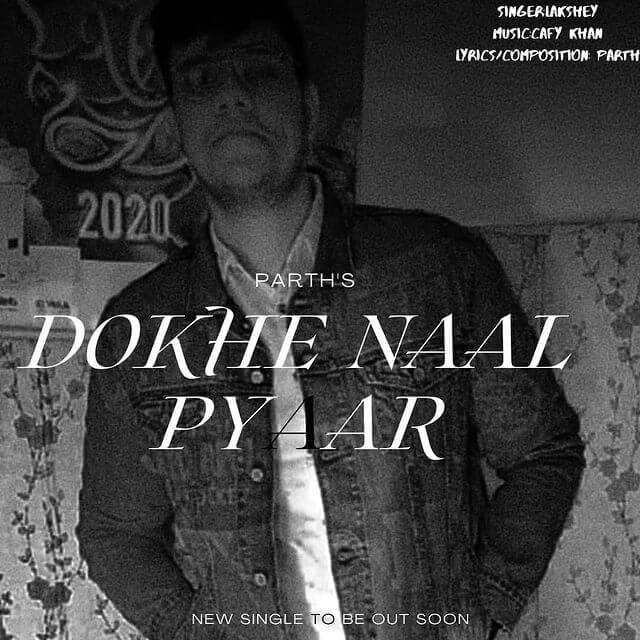 SINGER:LAKSHEY
MUSIC:CAFY KHAN
LYRICS/COMPOSITION: PARTH
2020
PARTH'S
DOKHE NAAL
PYAAR
NEW SINGLE TO BE OUT SOON